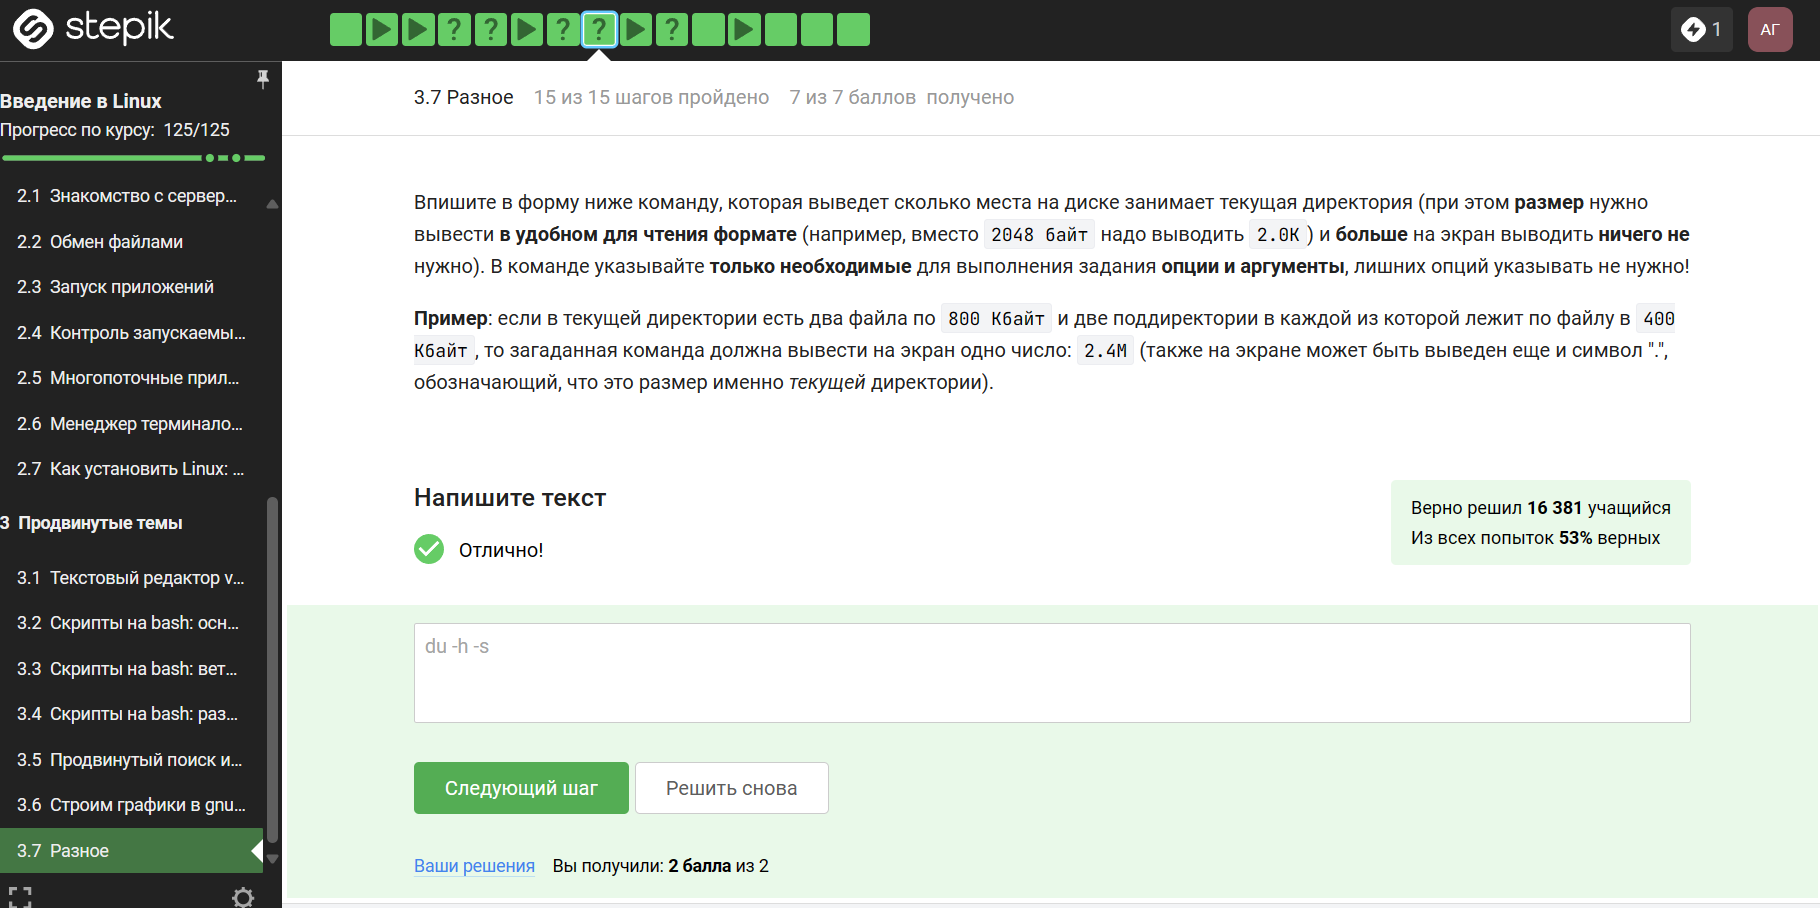 stepik
1
АГ
Введение в Linux
Прогресс по курсу: 125/125
2.1 Знакомство с сервер...
2.2 Обмен файлами
2.3 Запуск приложений
2.4 Контроль запускаемы...
2.5 Многопоточные прил...
2.6 Менеджер терминало...
2.7 Как установить Linux: ...
3 Продвинутые темы
3.1 Текстовый редактор v...
3.2 Скрипты на bash: осн...
3.3 Скрипты на bash: вет...
3.4 Скрипты на bash: раз...
3.5 Продвинутый поиск и...
3.6 Строим графики в gnu...
3.7 Разное
3.7 Разное 15 из 15 шагов пройдено 7 из 7 баллов получено
Впишите в форму ниже команду, которая выведет сколько места на диске занимает текущая директория (при этом размер нужно
вывести в удобном для чтения формате (например, вместо 2048 байт надо выводить 2.0K ) и больше на экран выводить ничего не
нужно). В команде указывайте только необходимые для выполнения задания опции и аргументы, лишних опций указывать не нужно!
Пример: если в текущей директории есть два файла по 800 Кбайт и две поддиректории в каждой из которой лежит по файлу в 400
Кбайт , то загаданная команда должна вывести на экран одно число: 2.4M (также на экране может быть выведен еще и символ ".",
обозначающий, что это размер именно текущей директории).
Напишите текст
Отлично!
Верно решил 16 381 учащийся
Из всех попыток 53% верных
du -h -s
Следующий шаг
Решить снова
Ваши решения Вы получили: 2 балла из 2